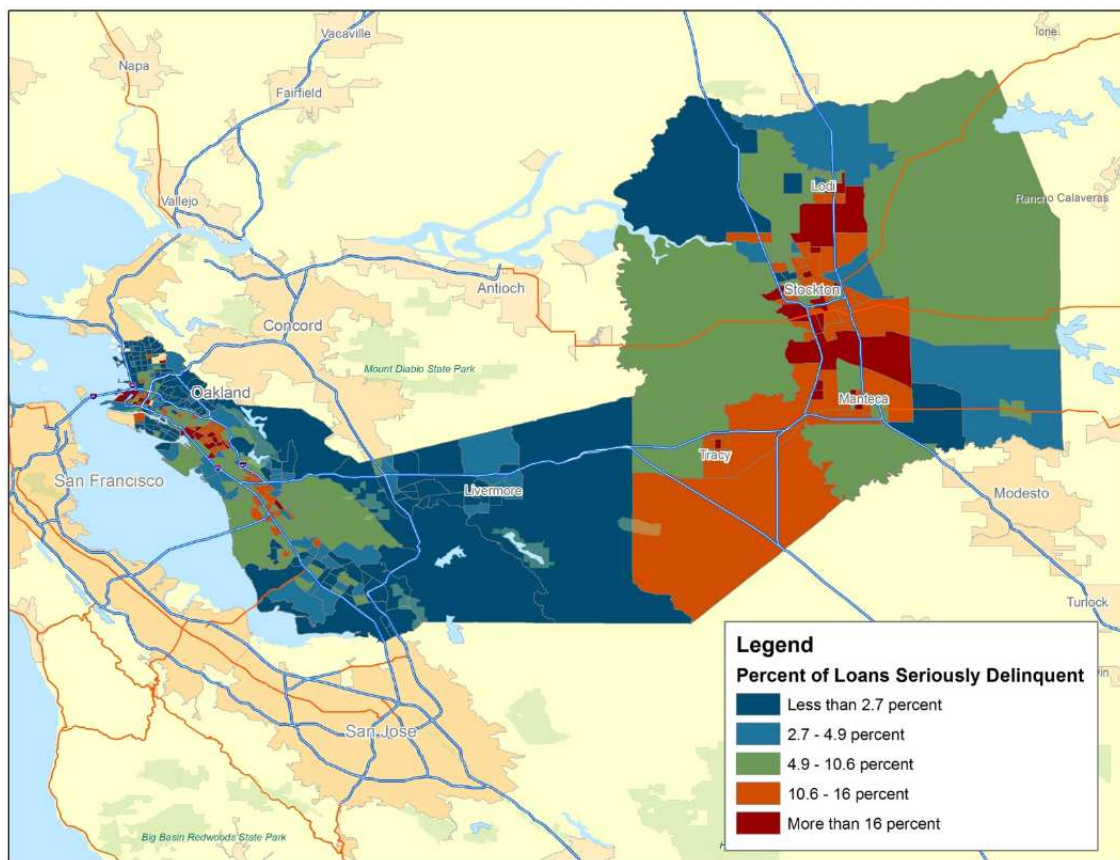 Ione
Vacaville
Napa
Fairfield
Rancho Calaveras
Lodi
Vallejo
Antioch
Stockton
Concord
Mount Diablo State Park
Oakland
Manteca
Tracy
San Francisco
Livermore
Modesto
Turlock
San Jose
Big Basin Redwoods State Park
Legend
Percent of Loans Seriously Delinquent
Less than 2.7 percent
2.7 - 4.9 percent
4.9 - 10.6 percent
10.6 - 16 percent
More than 16 percent